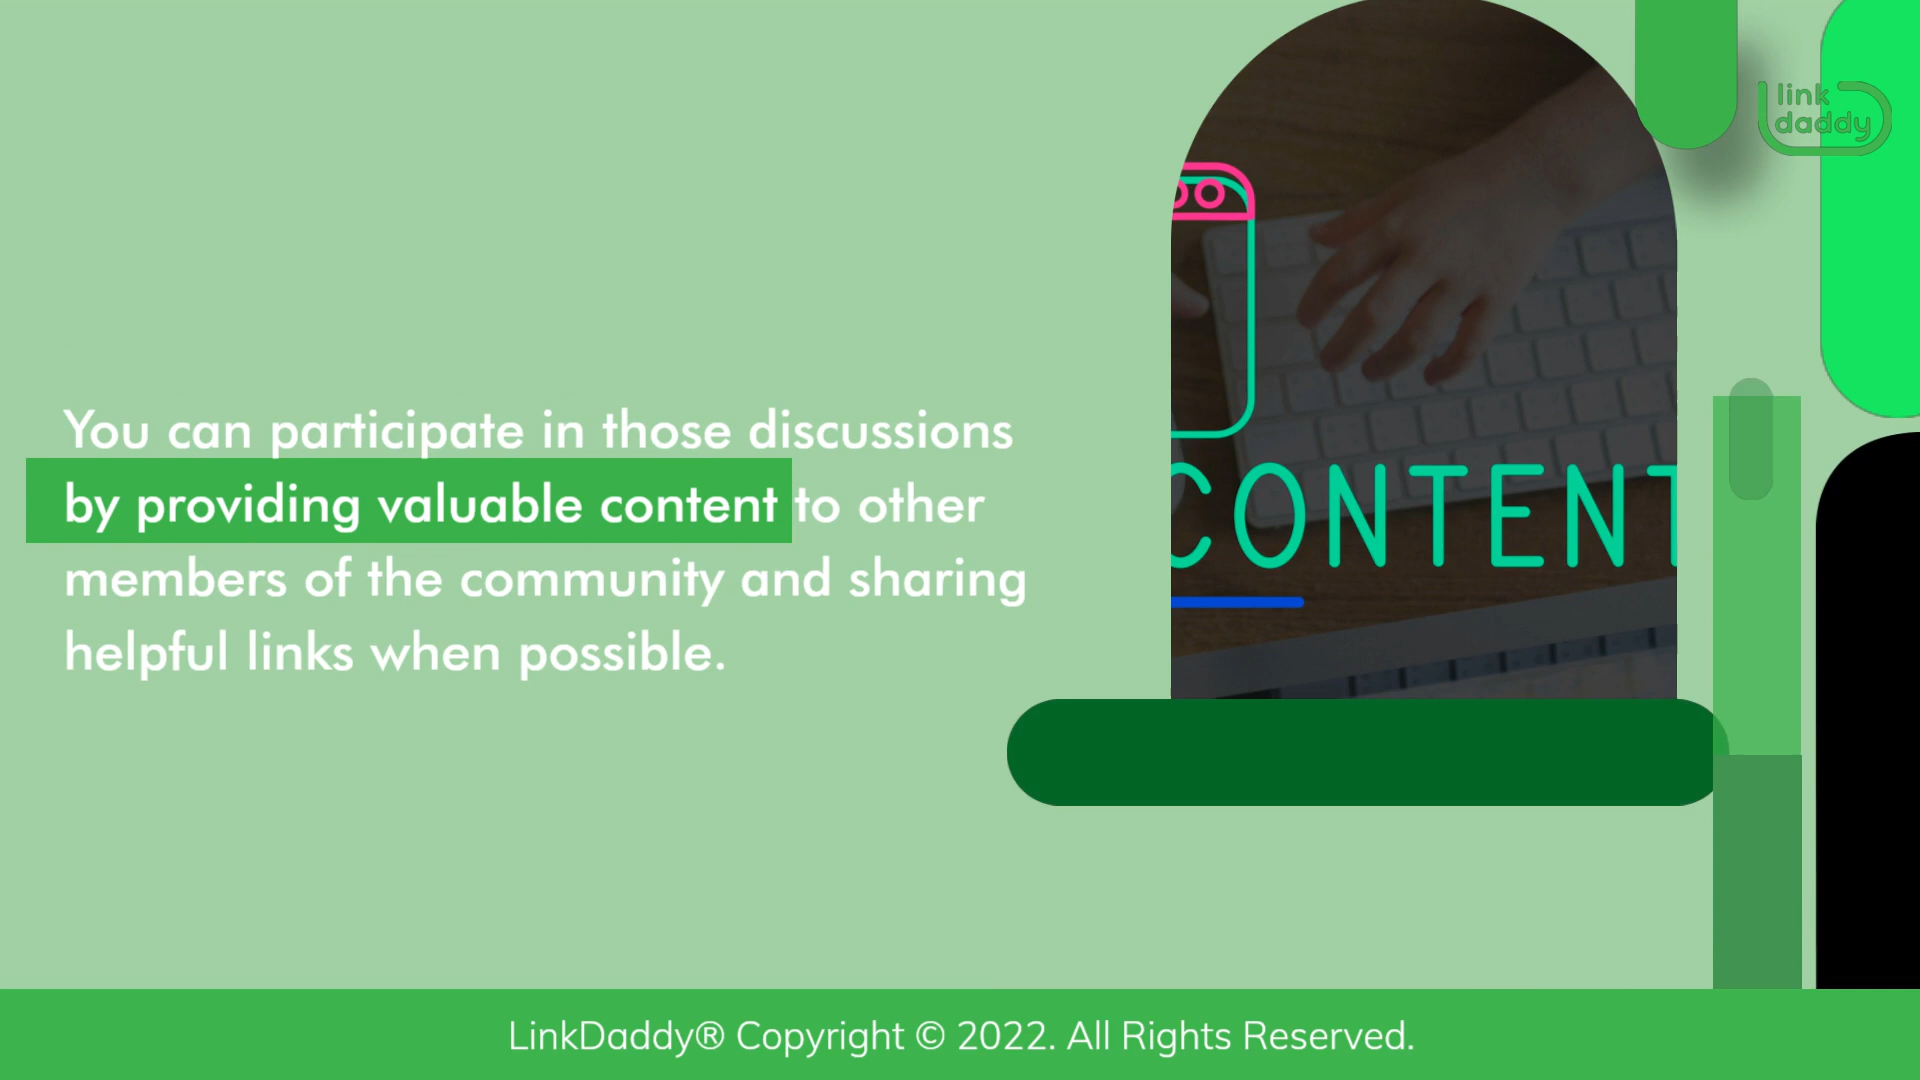 link
daddy
You can participate in those discussions
by providing valuable content to other
members of the community and sharing
helpful links when possible.
CONTENT
LinkDaddy® Copyright © 2022. All Rights Reserved.